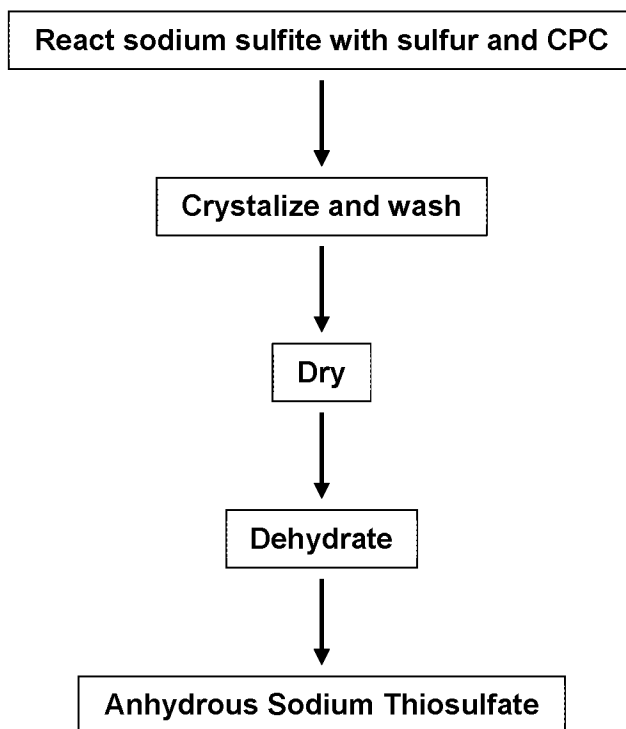 React sodium sulfite with sulfur and CPC
Crystalize and wash
Dry
Dehydrate
Anhydrous Sodium Thiosulfate